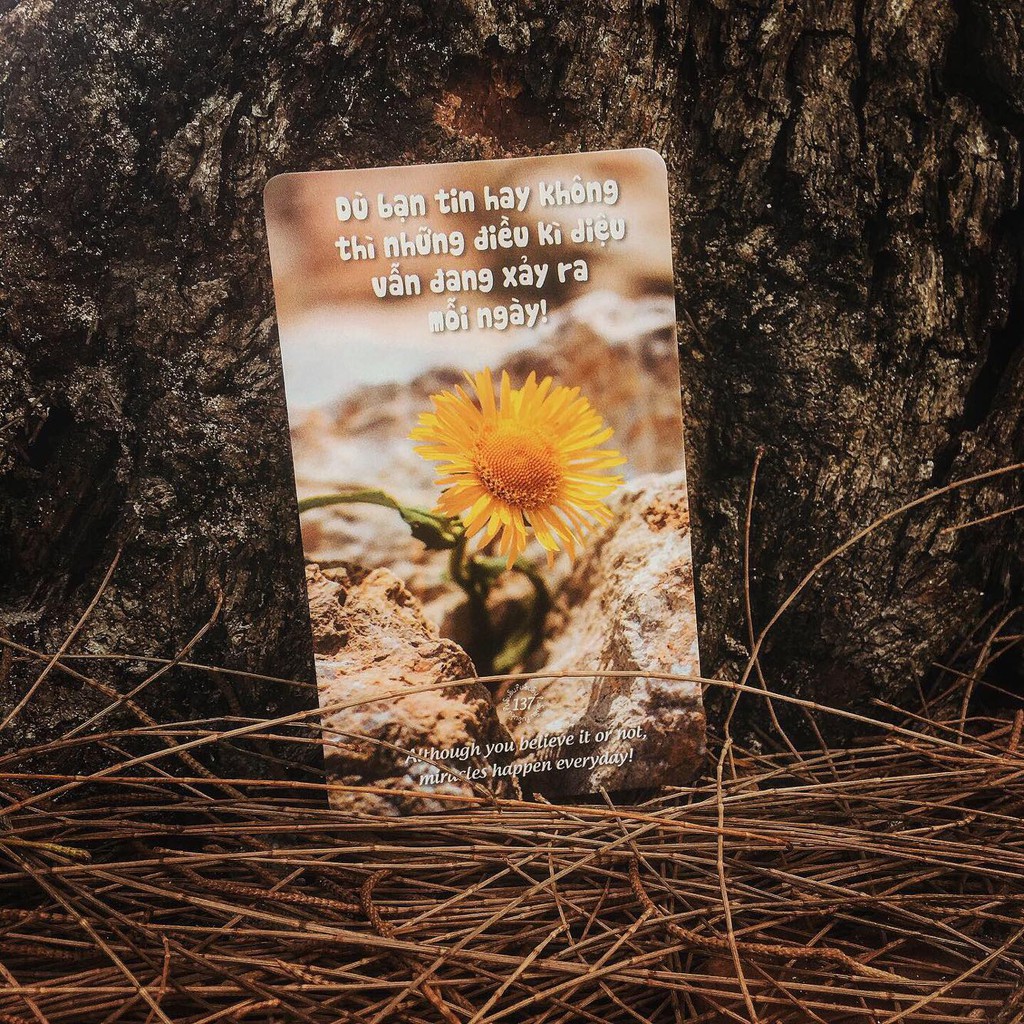 Dù bạn tin hay không
thì những điều kì diệu
vẫn đang xảy ra
mỗi ngày!
137
Although you believe it or not,
miracles happen everyday!